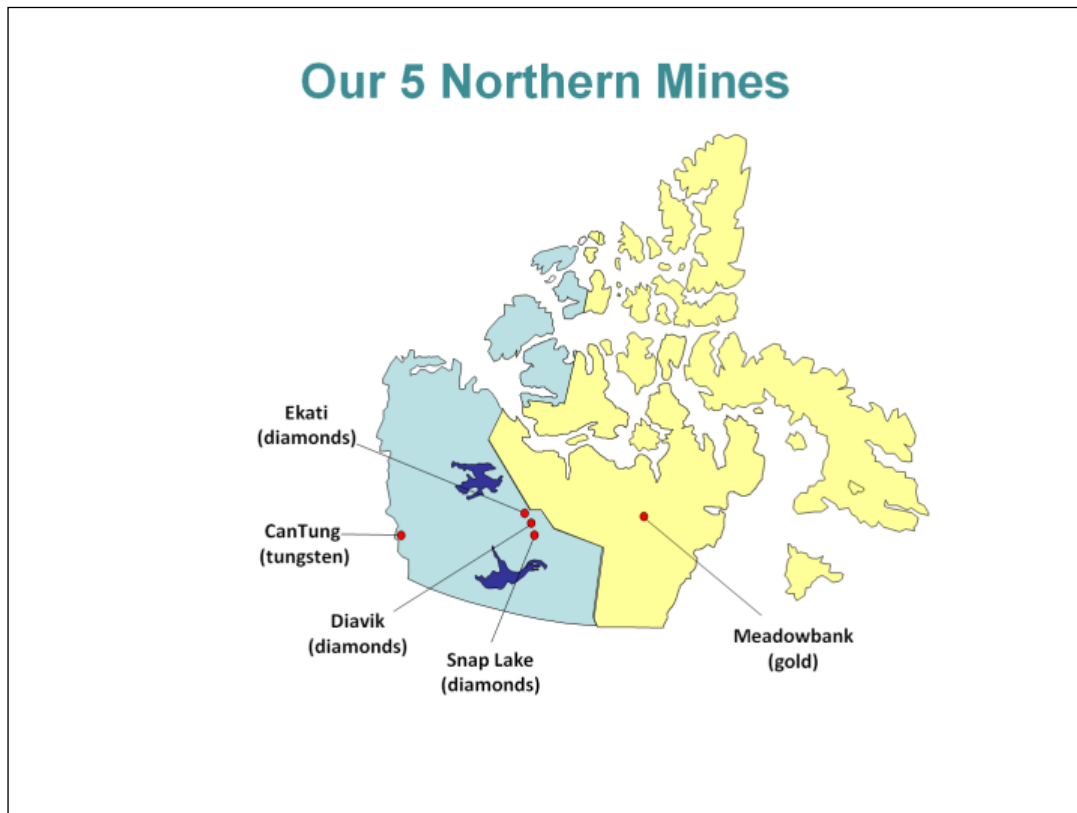 Our 5 Northern Mines
Ekati
(diamonds)
CanTung
(tungsten)
Diavik
(diamonds)
Snap Lake
(diamonds)
Meadowbank
(gold)